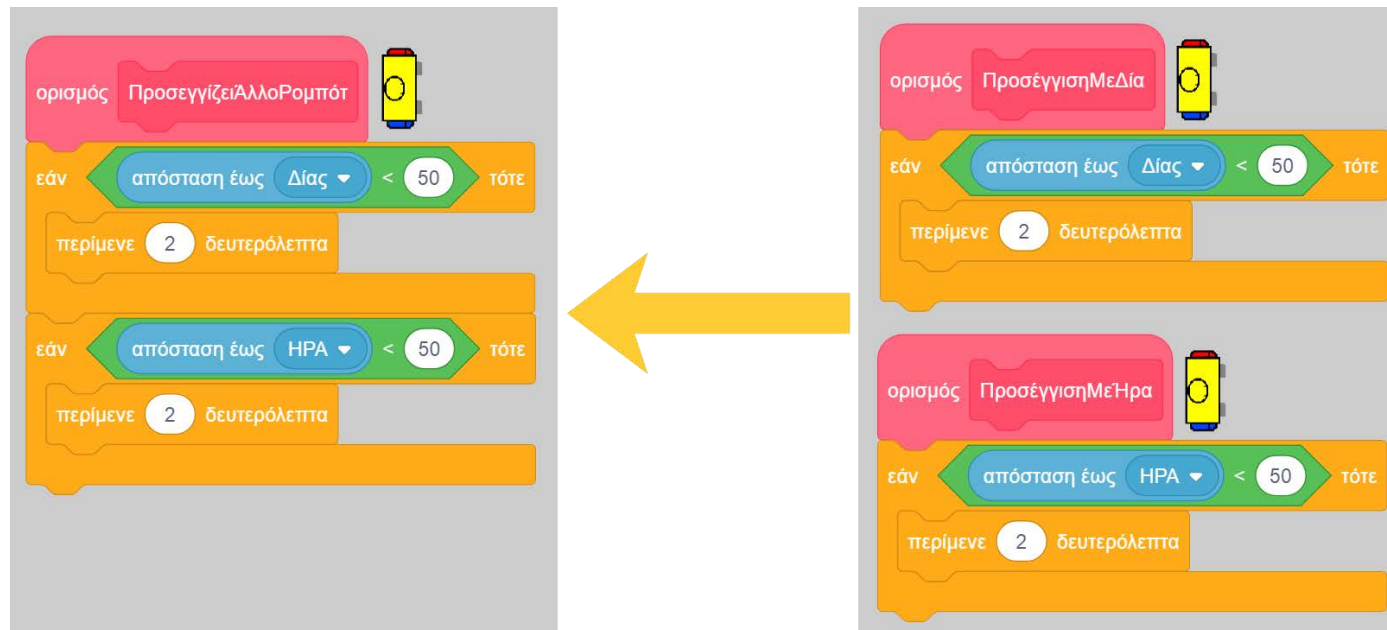 ορισμός ΠροσεγγίζειΆλλοΡομπότ
εάν απόσταση έως Δίας < 50 τότε
περίμενε 2 δευτερόλεπτα
εάν απόσταση έως ΗΡΑ < 50 τότε
περίμενε 2 δευτερόλεπτα
ορισμός ΠροσέγγισηΜεΔία
εάν απόσταση έως Δίας < 50 τότε
περίμενε 2 δευτερόλεπτα
ορισμός ΠροσέγγισηΜεΉρα
εάν απόσταση έως ΗΡΑ < 50 τότε
περίμενε 2 δευτερόλεπτα